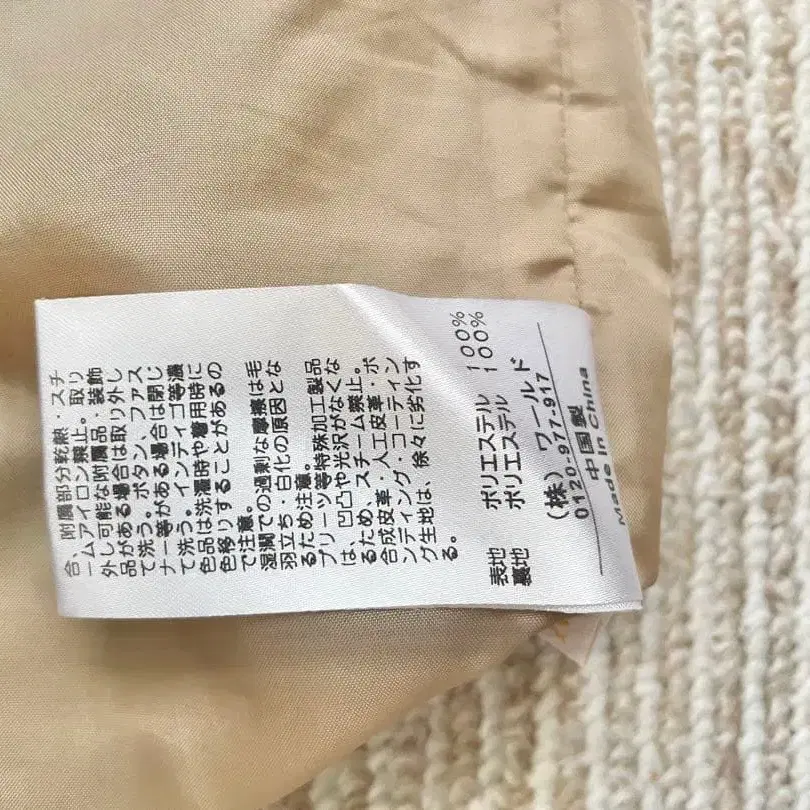 合、附属部分乾熱・スチ
ームアイロン禁止。取り
外し可能な附属品・装飾
品がある場合は取り外し
て洗う。ボタン、ファス
ナー等がある場合は閉じ
て洗う。インディゴ等濃
色品は洗濯時や着用時に
色移りすることがあるの
で注意。
湿潤での過剰な摩擦は毛
羽立ち・白化の原因とな
るため注意。
プリーツ等特殊加工製品
は、凹凸や光沢がなくな
るため、スチーム禁止。
合成皮革・人工皮革・ボ
ンディング・コーティン
グ生地は、徐々に劣化す
る。
表地 ポリエステル 100%
裏地 ポリエステル 100%
(株) ワールド
0120-977-917
中国製
Made in China